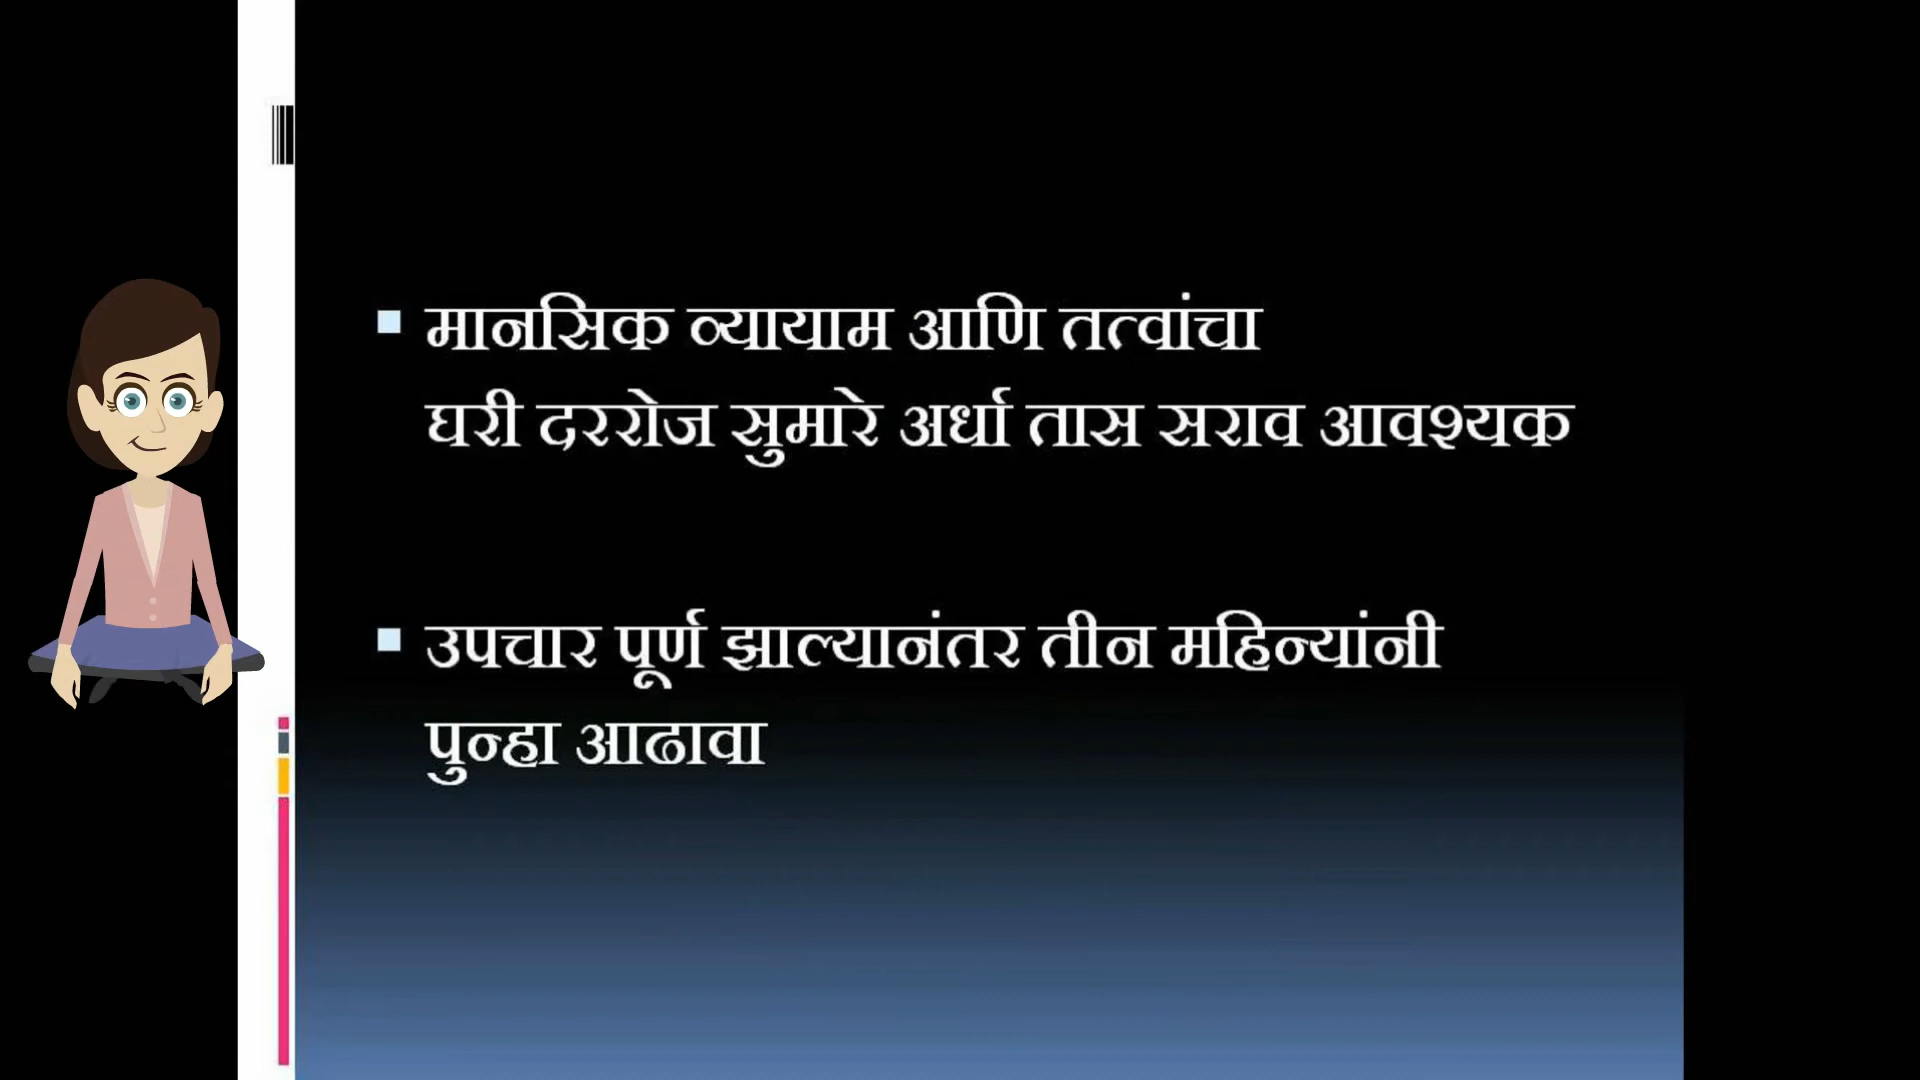 मानसिक व्यायाम आणि तत्वांचा
घरी दररोज सुमारे अर्धा तास सराव आवश्यक
उपचार पूर्ण झाल्यानंतर तीन महिन्यांनी
पुन्हा आढावा